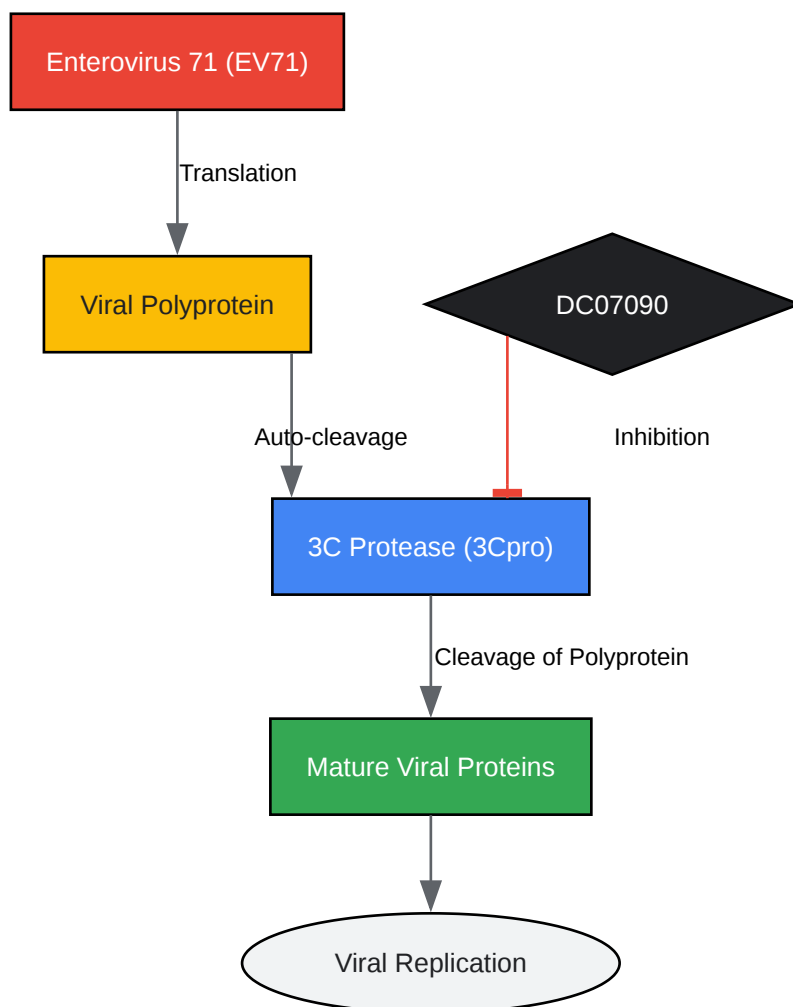 Enterovirus 71 (EV71)
Translation
Viral Polyprotein
DC07090
Auto-cleavage
Inhibition
3C Protease (3Cpro)
Cleavage of Polyprotein
Mature Viral Proteins
Viral Replication